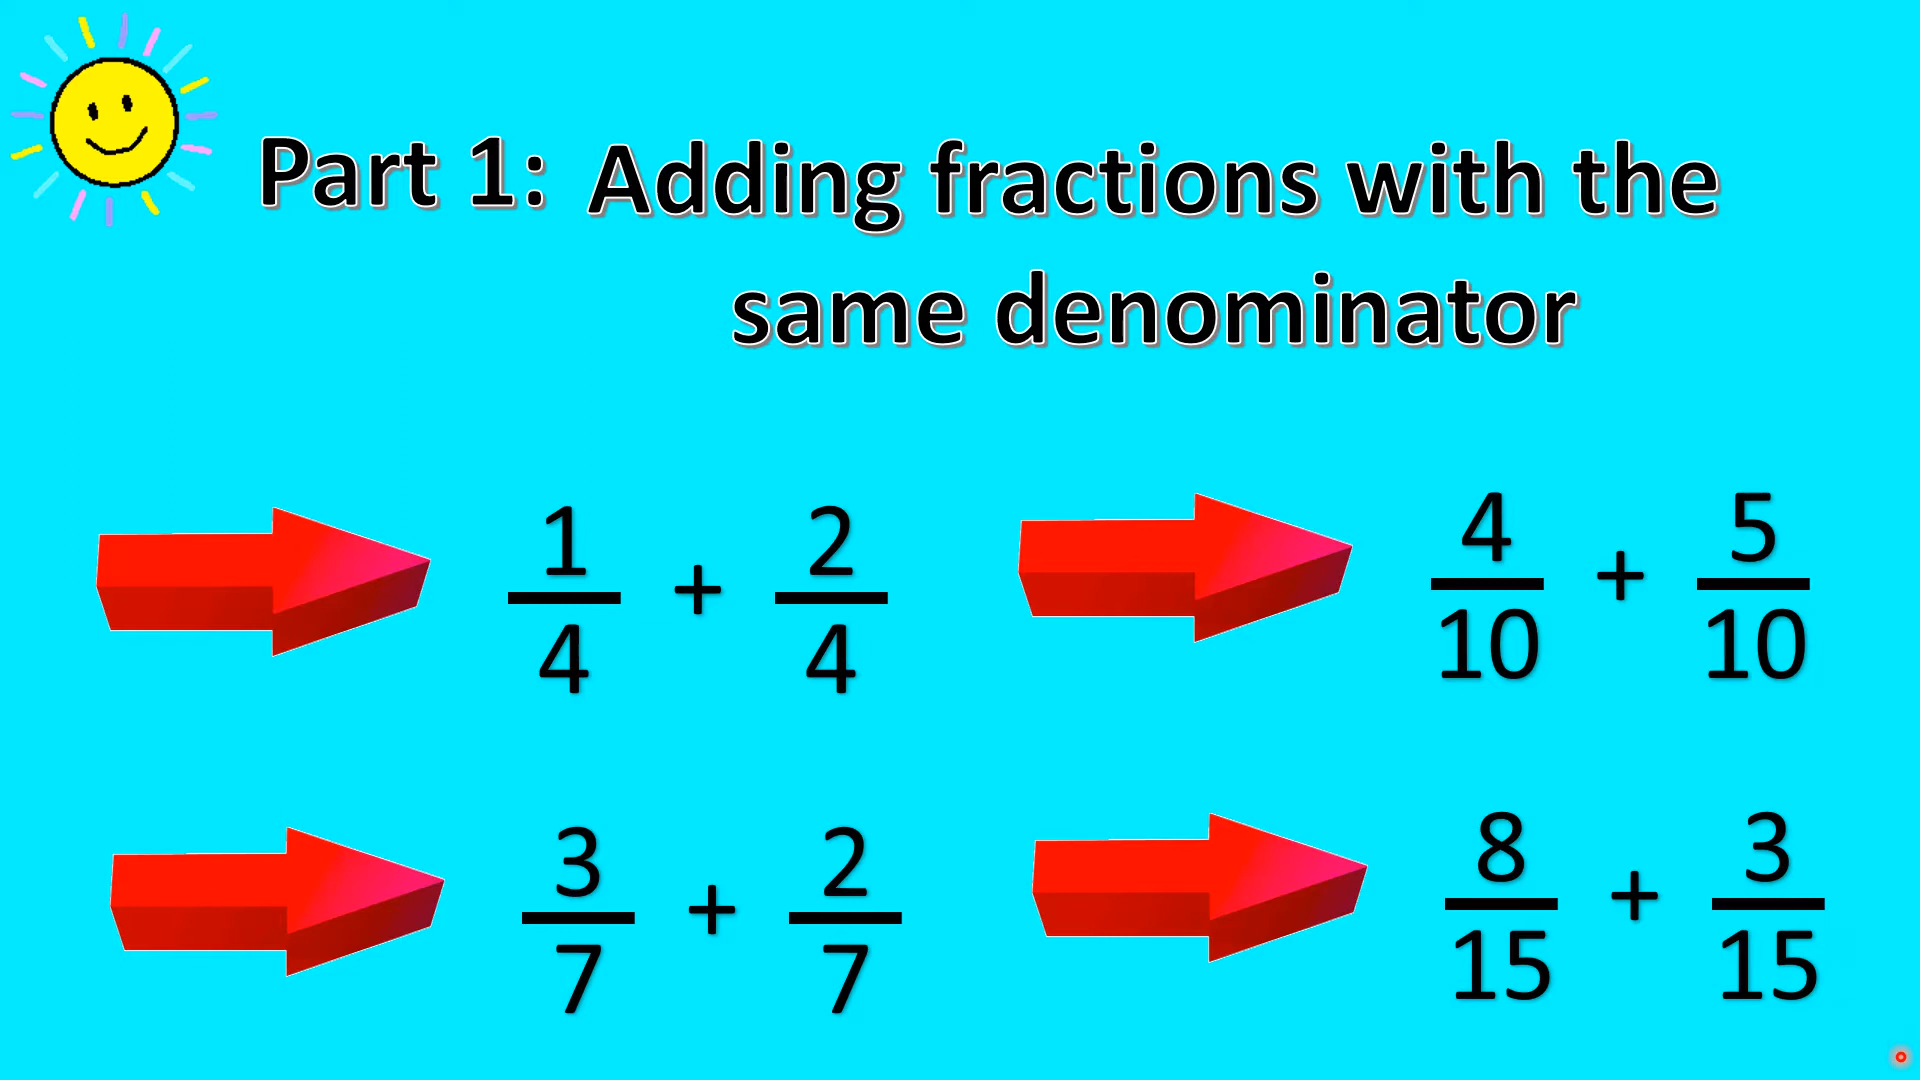 Part 1: Adding fractions with the
same denominator
1/4 + 2/4
4/10 + 5/10
3/7 + 2/7
8/15 + 3/15